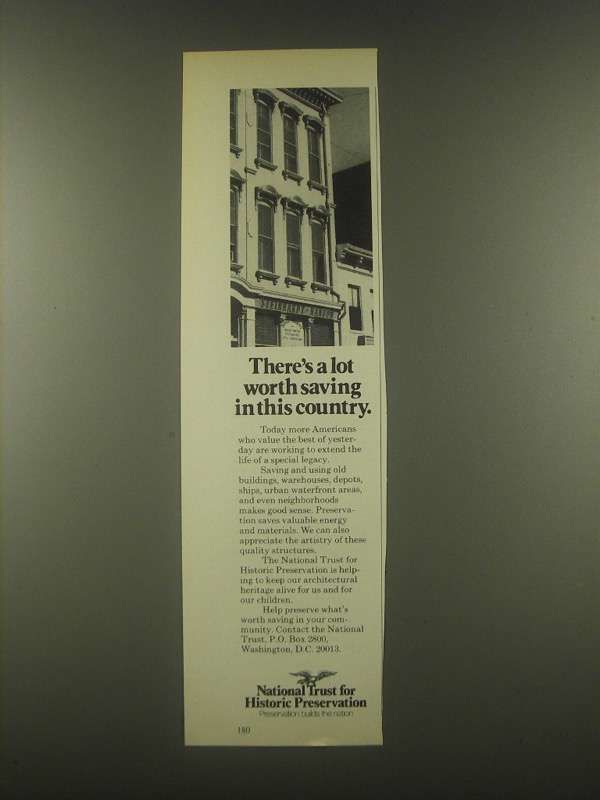 There's a lot
worth saving
in this country.
Today more Americans
who value the best of yester-
day are working to extend the
life of a special legacy.
Saving and using old
buildings, warehouses, depots,
ships, urban waterfront areas,
and even neighborhoods
makes good sense. Preserva-
tion saves valuable energy
and materials. We can also
appreciate the artistry of these
quality structures.
The National Trust for
Historic Preservation is help-
ing to keep our architectural
heritage alive for us and for
our children.
Help preserve what's
worth saving in your com-
munity. Contact the National
Trust, P.O. Box 2800,
Washington, D.C. 20013.
National Trust for
Historic Preservation
Preservation builds the nation
180